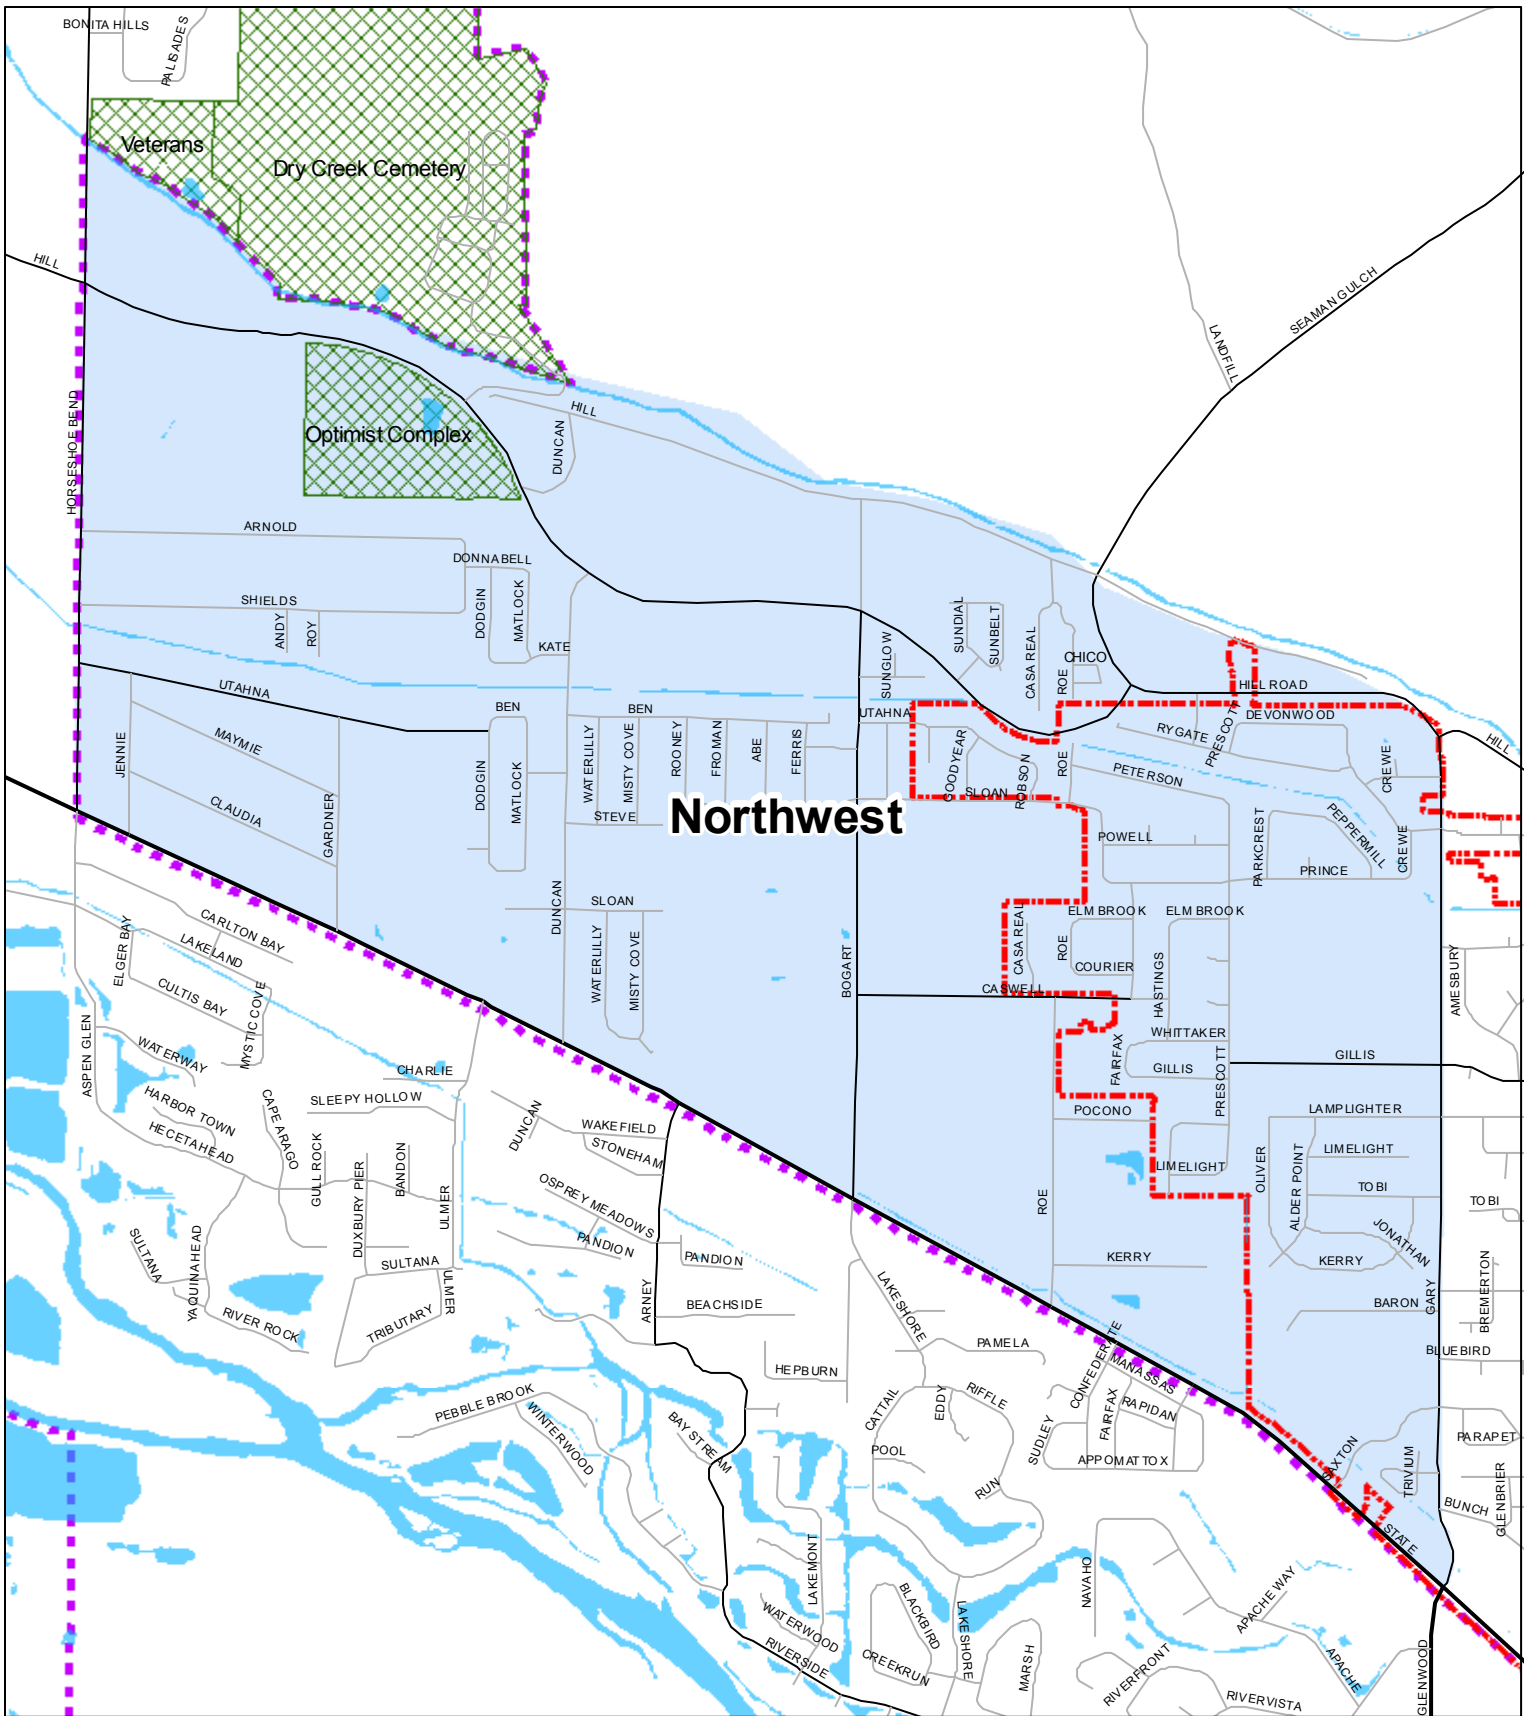 BONITA HILLS
PALISADES
Veterans
Dry Creek Cemetery
HILL
SEAMAN GULCH
LANDFILL
HORSESHOE BEND
HILL
DUNCAN
Optimist Complex
ARNOLD
DONNABELL
SHIELDS
ANDY
ROY
DODGIN
MATLOCK
KATE
SUNDIAL
SUNBELT
CASA REAL
SUNGLOW
CHICO
ROE
UTAHNA
BEN
BEN
UTAHNA
HILL ROAD
DEVONWOOD
PRESCOTT
RYGATE
HILL
JENNIE
MAYMIE
CLAUDIA
GARDNER
DODGIN
MATLOCK
WATERLILLY
MISTY COVE
ROONEY
FROMAN
ABE
FERRIS
GOODYEAR
ROBSON
ROE
PETERSON
CREWE
SLOAN
STEVE
Northwest
POWELL
PARKCREST
PEPPERMILL
CREWE
PRINCE
DUNCAN
SLOAN
WATERLILLY
MISTY COVE
BOGART
CASA REAL
ELM BROOK
ELM BROOK
ROE
COURIER
HASTINGS
CASWELL
AMESBURY
CARLTON BAY
ELGER BAY
LAKELAND
CULTIS BAY
MYSTIC COVE
ASPEN GLEN
WATERWAY
WHITTAKER
FAIRFAX
GILLIS
GILLIS
PRESCOTT
CHARLIE
HARBOR TOWN
SLEEPY HOLLOW
CAPE ARAGO
HECETAHEAD
GULL ROCK
DUXBURY PIER
BANDON
ULMER
DUNCAN
WAKEFIELD
STONEHAM
POCONO
LAMPLIGHTER
LIMELIGHT
LIMELIGHT
OLIVER
ALDER POINT
TOBI
TOBI
OSPREY MEADOWS
PANDION
PANDION
ROE
JONATHAN
SULTANA
YAQUINAHEAD
SULTANA
ULMER
KERRY
KERRY
GARY
BREMERTON
RIVER ROCK
TRIBUTARY
ARNEY
BEACHSIDE
LAKESHORE
BARON
BLUEBIRD
PAMELA
HEPBURN
CONFEDERATE
MANASSAS
PEBBLE BROOK
WINTERWOOD
BAY STREAM
CATTAIL
EDDY
RIFFLE
SUDLEY
FAIRFAX
RAPIDAN
POOL
RUN
APPOMATTOX
SAXTON
TRIVIUM
PARAPET
BUNCH
GLENBRIER
STATE
LAKEMONT
WATERWOOD
RIVERSIDE
BLACKBIRD
CREEKRUN
LAKESHORE
MARSH
NAVAHO
APACHE WAY
APACHE
RIVERFRONT
RIVERVISTA
GLENWOOD